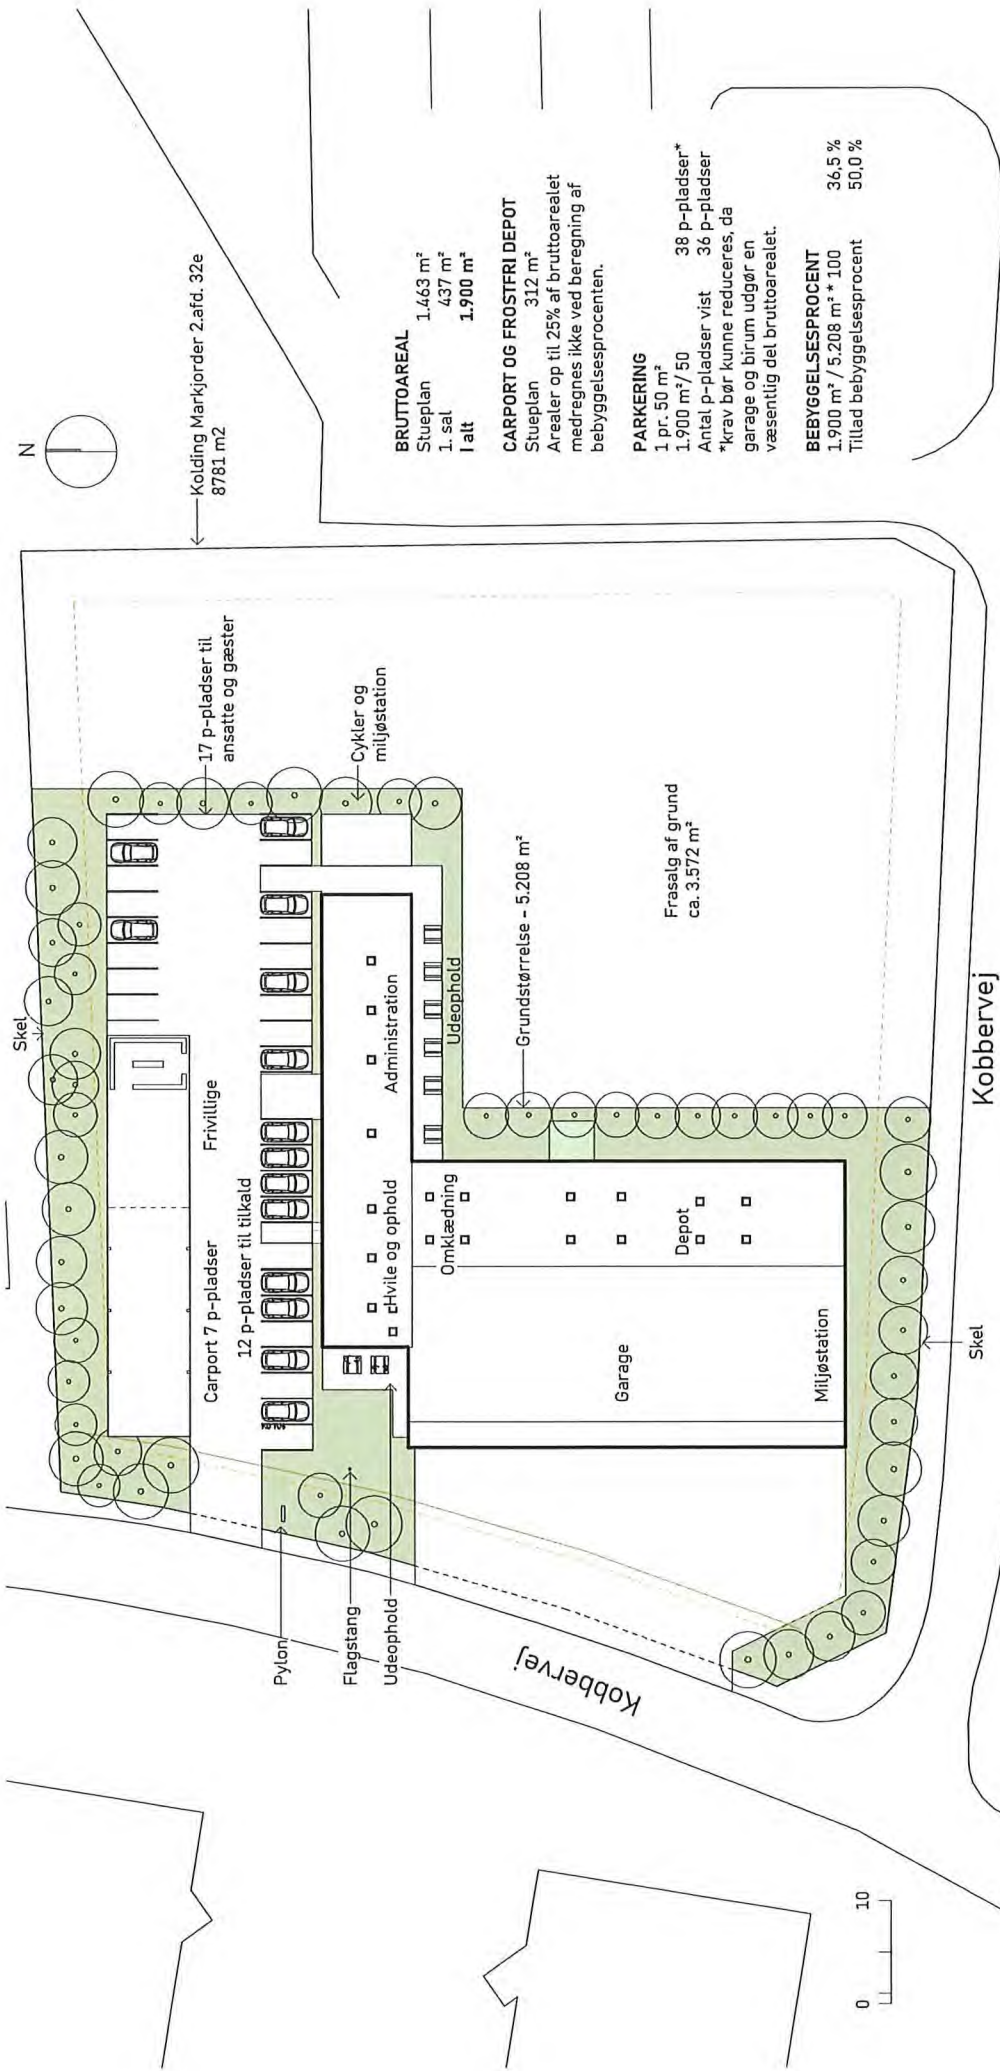 Kobbervej
Pylon
Flagstang
Udeophold
Skel
Carport 7 p-pladser
Frivillige
12 p-pladser til tilkald
17 p-pladser til
ansatte og gæster
Cykler og
miljøstation
Hvile og ophold
Administration
Omklædning
Udeophold
Garage
Depot
Miljøstation
Grundstørrelse - 5.208 m²
Frasalg af grund
ca. 3.572 m²
Skel
Kobbervej
0 10
N
Kolding Markjorder 2.afd. 32e
8781 m2
BRUTTOAREAL
Stueplan 1.463 m²
1. sal 437 m²
I alt 1.900 m²
CARPORT OG FROSTFRI DEPOT
Stueplan 312 m²
Arealer op til 25% af bruttoarealet
medregnes ikke ved beregning af
bebyggelsesprocenten.
PARKERING
1 pr. 50 m²
1.900 m²/ 50 38 p-pladser*
Antal p-pladser vist 36 p-pladser
*krav bør kunne reduceres, da
garage og birum udgør en
væsentlig del bruttoarealet.
BEBYGGELSESPROCENT
1.900 m² / 5.208 m² * 100 36,5 %
Tillad bebyggelsesprocent 50,0 %